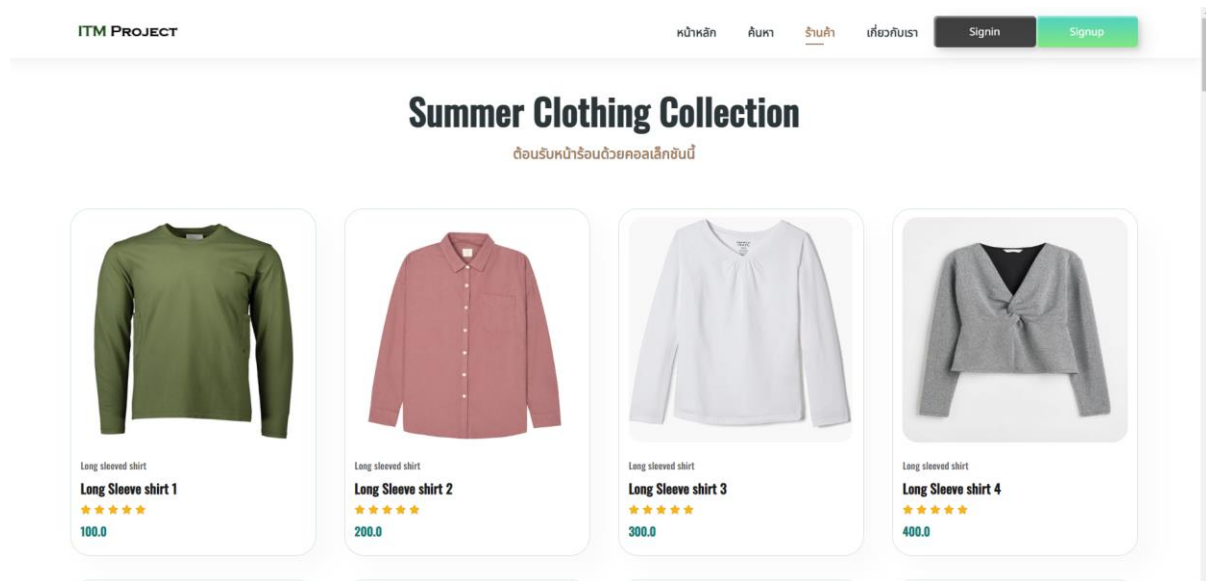 ITM PROJECT
หน้าหลัก ค้นหา ร้านค้า เกี่ยวกับเรา Signin Signup
Summer Clothing Collection
ต้อนรับหน้าร้อนด้วยคอลเล็กชันนี้
Long sleeved shirt
Long Sleeve shirt 1
100.0
Long sleeved shirt
Long Sleeve shirt 2
200.0
Long sleeved shirt
Long Sleeve shirt 3
300.0
Long sleeved shirt
Long Sleeve shirt 4
400.0